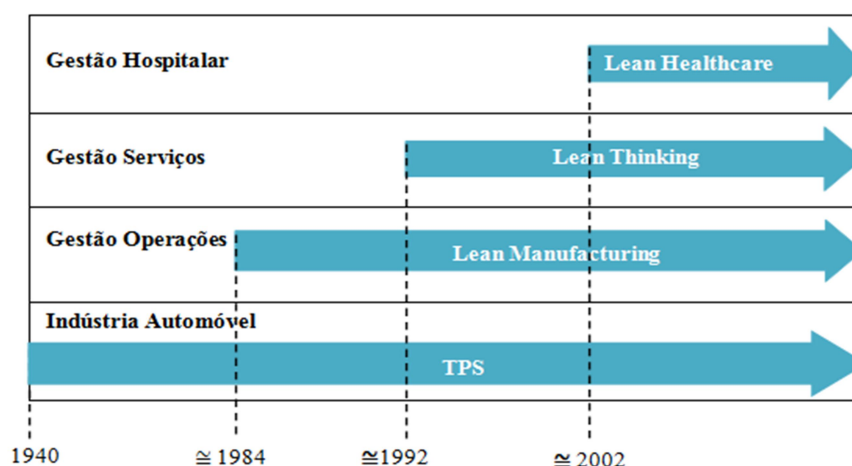 Gestão Hospitalar
Lean Healthcare
Gestão Serviços
Lean Thinking
Gestão Operações
Lean Manufacturing
Indústria Automóvel
TPS
1940
≅ 1984
≅1992
≅ 2002